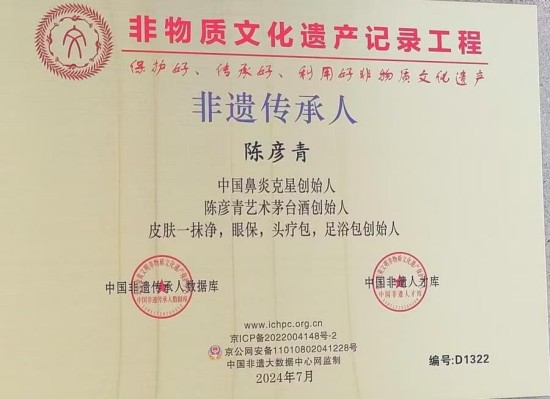 非物质文化遗产记录工程
保护好、传承好、利用好非物质文化遗产
非遗传承人
陈彦青
中国鼻炎克星创始人
陈彦青艺术茅台酒创始人
皮肤一抹净，眼保，头疗包，足浴包创始人
中国非遗传承人数据库 中国非遗人才库
www.ichpc.org.cn
京ICP备2022004148号-2
京公网安备11010802041228号
中国非遗大数据中心网监制
2024年7月 编号:D1322